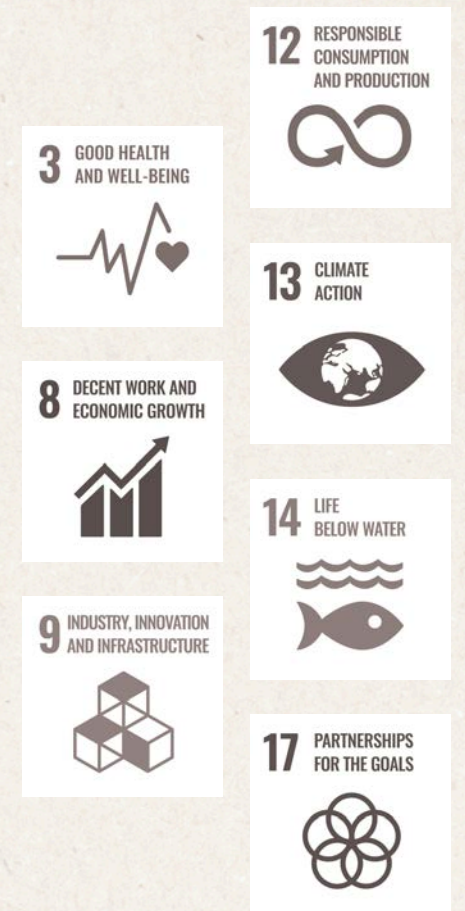 3 GOOD HEALTH
AND WELL-BEING
8 DECENT WORK AND
ECONOMIC GROWTH
9 INDUSTRY, INNOVATION
AND INFRASTRUCTURE
12 RESPONSIBLE
CONSUMPTION
AND PRODUCTION
13 CLIMATE
ACTION
14 LIFE
BELOW WATER
17 PARTNERSHIPS
FOR THE GOALS